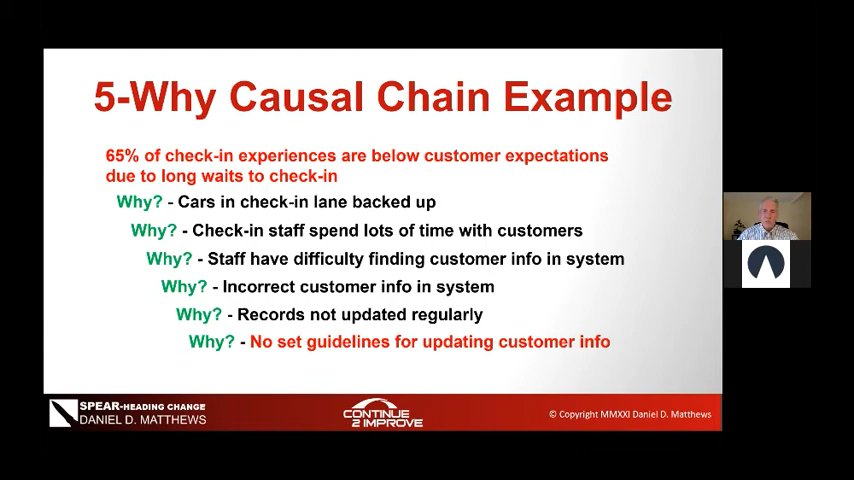 5-Why Causal Chain Example
65% of check-in experiences are below customer expectations
due to long waits to check-in
Why? - Cars in check-in lane backed up
Why? - Check-in staff spend lots of time with customers
Why? - Staff have difficulty finding customer info in system
Why? - Incorrect customer info in system
Why? - Records not updated regularly
Why? - No set guidelines for updating customer info
SPEAR-HEADING CHANGE
DANIEL D. MATTHEWS
CONTINUE
2 IMPROVE
© Copyright MMXXI Daniel D. Matthews